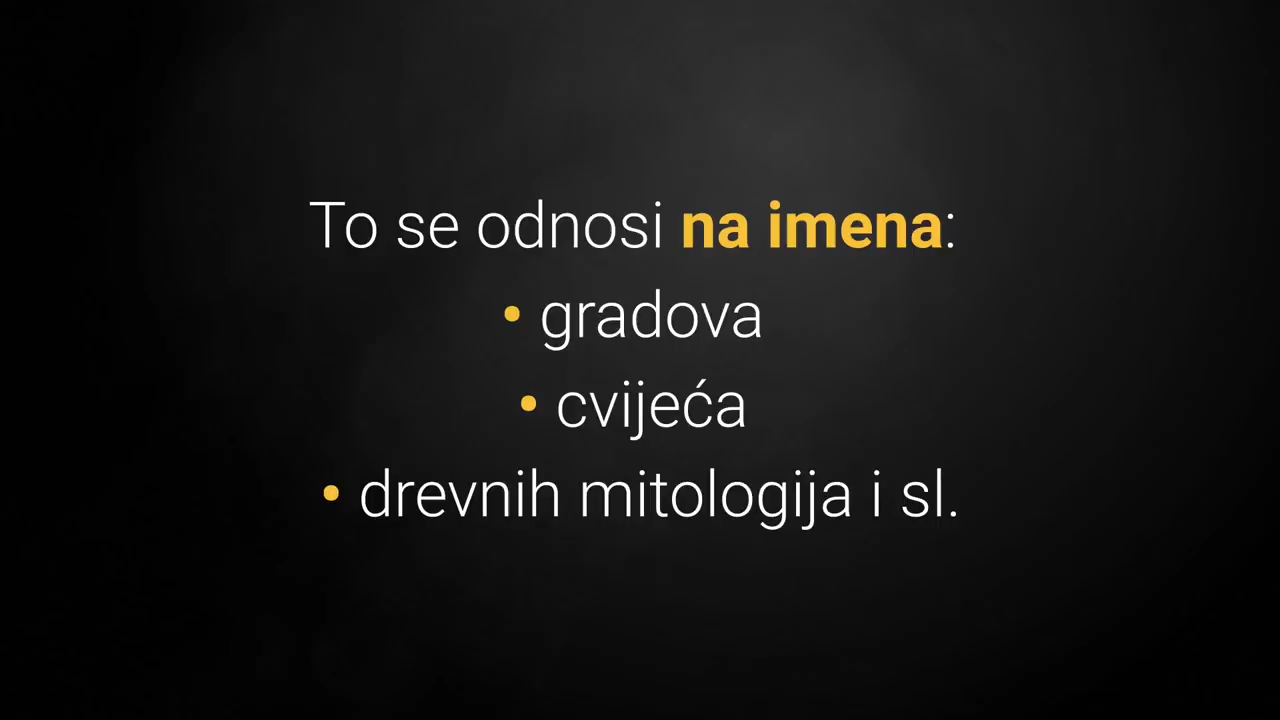 To se odnosi na imena:
• gradova
• cvijeća
• drevnih mitologija i sl.